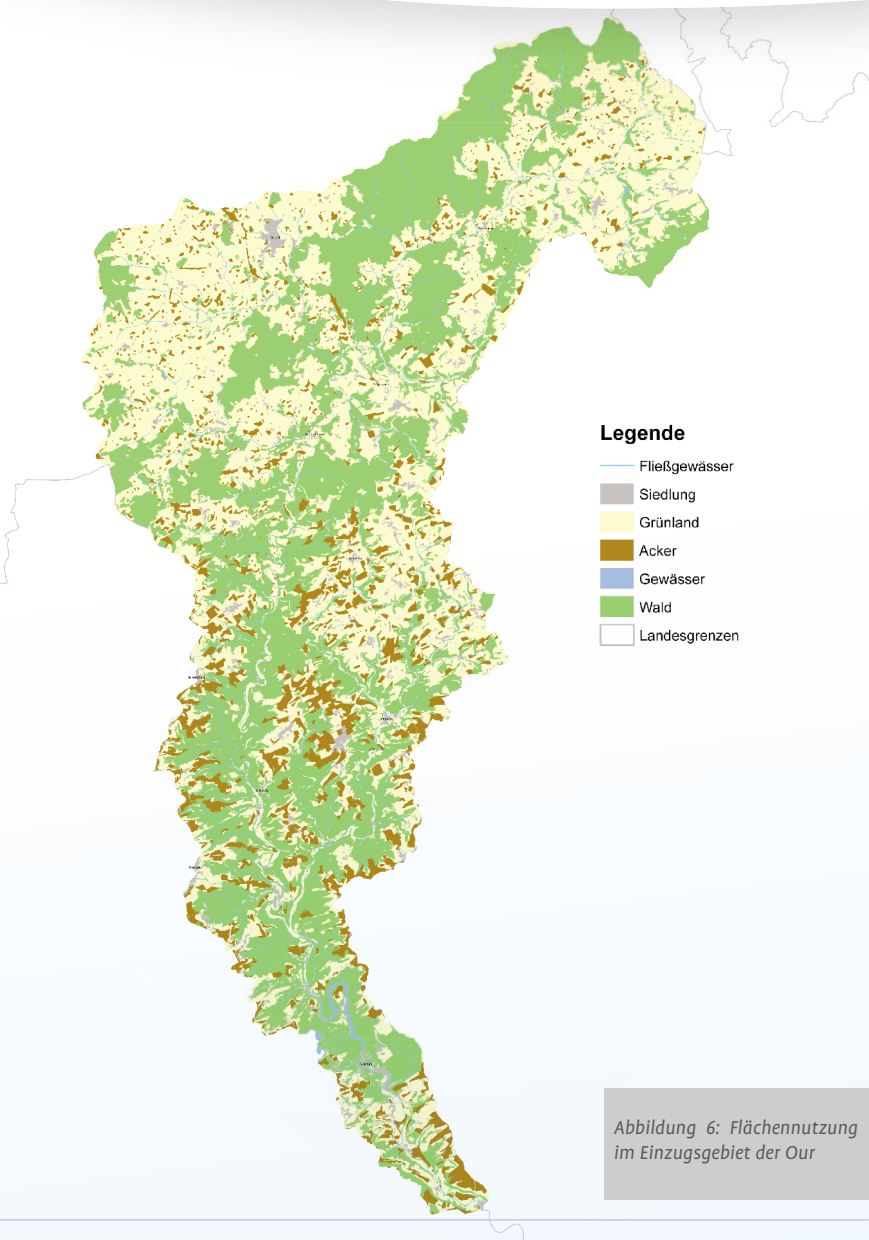 Legende
Fließgewässer
Siedlung
Grünland
Acker
Gewässer
Wald
Landesgrenzen
Abbildung 6: Flächennutzung
im Einzugsgebiet der Our